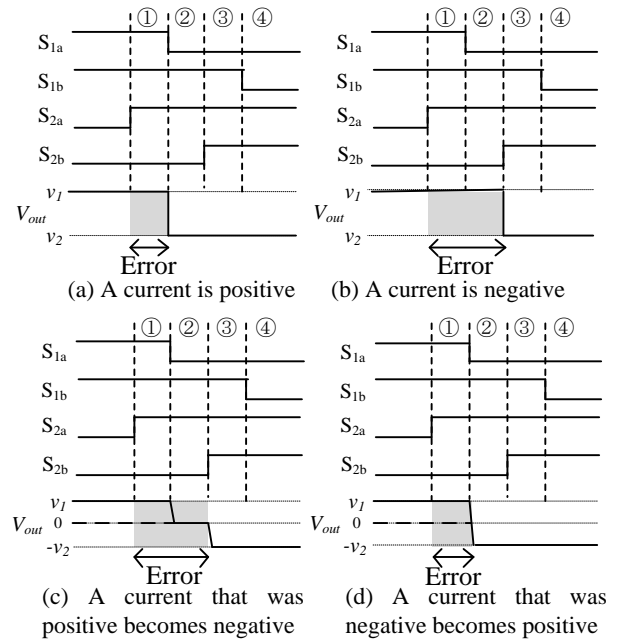 ① ② ③ ④
S1a
S1b
S2a
S2b
v1
Vout
v2
Error
(a) A current is positive
① ② ③ ④
S1a
S1b
S2a
S2b
v1
Vout
v2
Error
(b) A current is negative
① ② ③ ④
S1a
S1b
S2a
S2b
v1
Vout 0
-v2
Error
(c) A current that was
positive becomes negative
① ② ③ ④
S1a
S1b
S2a
S2b
v1
Vout 0
-v2
Error
(d) A current that was
negative becomes positive